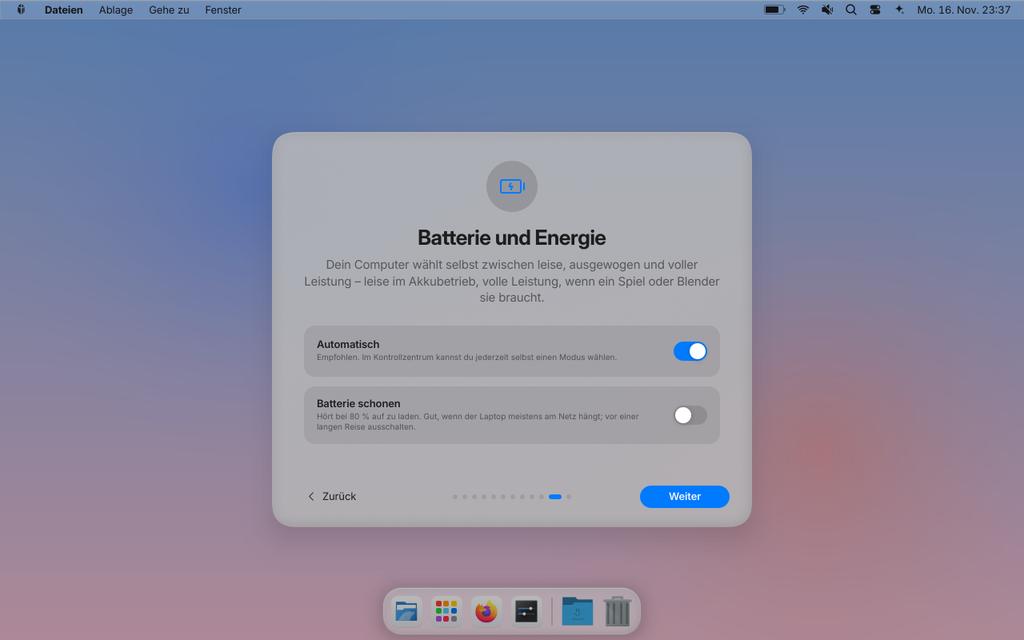 Dateien Ablage Gehe zu Fenster Mo. 16. Nov. 23:37
Batterie und Energie
Dein Computer wählt selbst zwischen leise, ausgewogen und voller
Leistung – leise im Akkubetrieb, volle Leistung, wenn ein Spiel oder Blender
sie braucht.
Automatisch
Empfohlen. Im Kontrollzentrum kannst du jederzeit selbst einen Modus wählen.
Batterie schonen
Hört bei 80 % auf zu laden. Gut, wenn der Laptop meistens am Netz hängt; vor einer
langen Reise ausschalten.
Zurück
Weiter